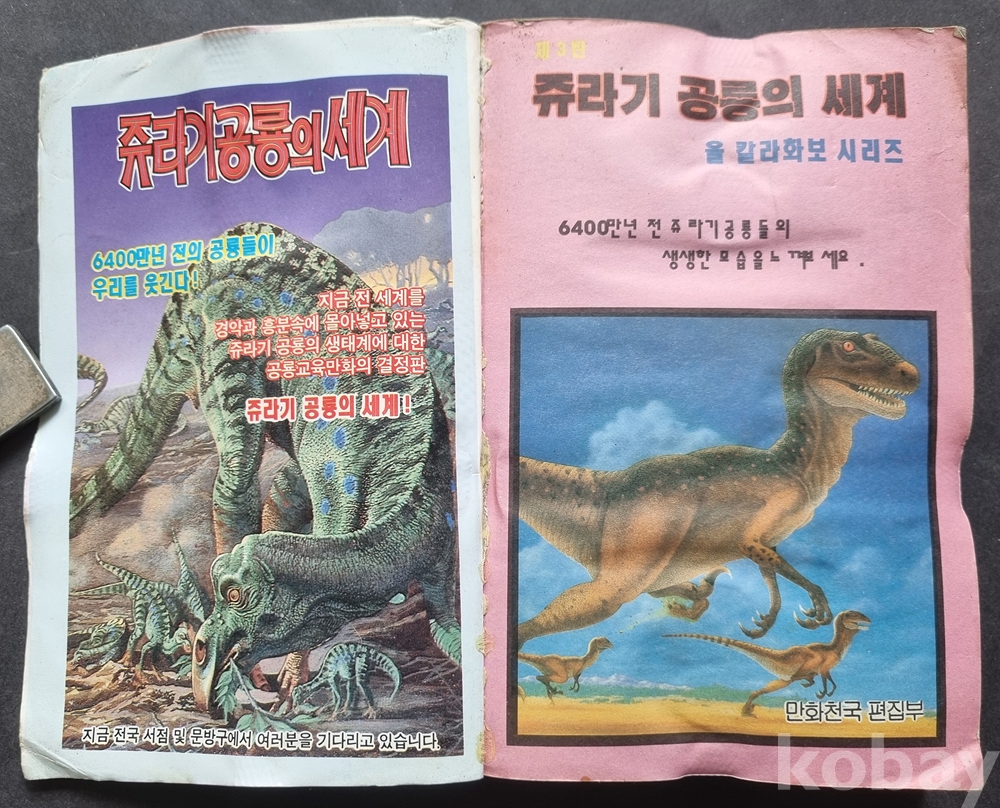 쥬라기공룡의세계
6400만년 전의 공룡들이
우리를 웃긴다!
지금 전 세계를
경악과 흥분속에 몰아넣고 있는
쥬라기 공룡의 생태계에 대한
공룡교육만화의 결정판
쥬라기 공룡의 세계!
지금 전국 서점 및 문방구에서 여러분을 기다리고 있습니다.
제 3 탄
쥬라기 공룡의 세계
올 칼라화보 시리즈
6400만년 전 쥬라기공룡들의
생생한 모습을 느껴보세요.
만화천국 편집부
kobay